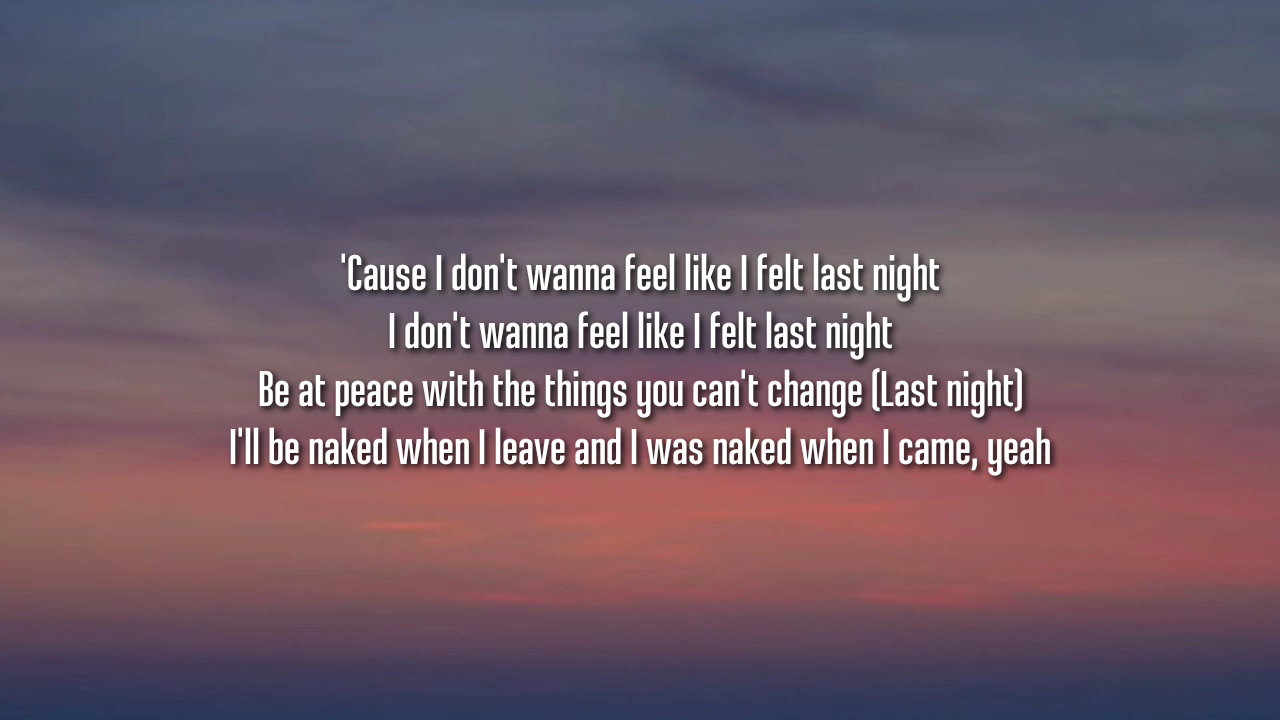 'Cause I don't wanna feel like I felt last night
I don't wanna feel like I felt last night
Be at peace with the things you can't change (Last night)
I'll be naked when I leave and I was naked when I came, yeah